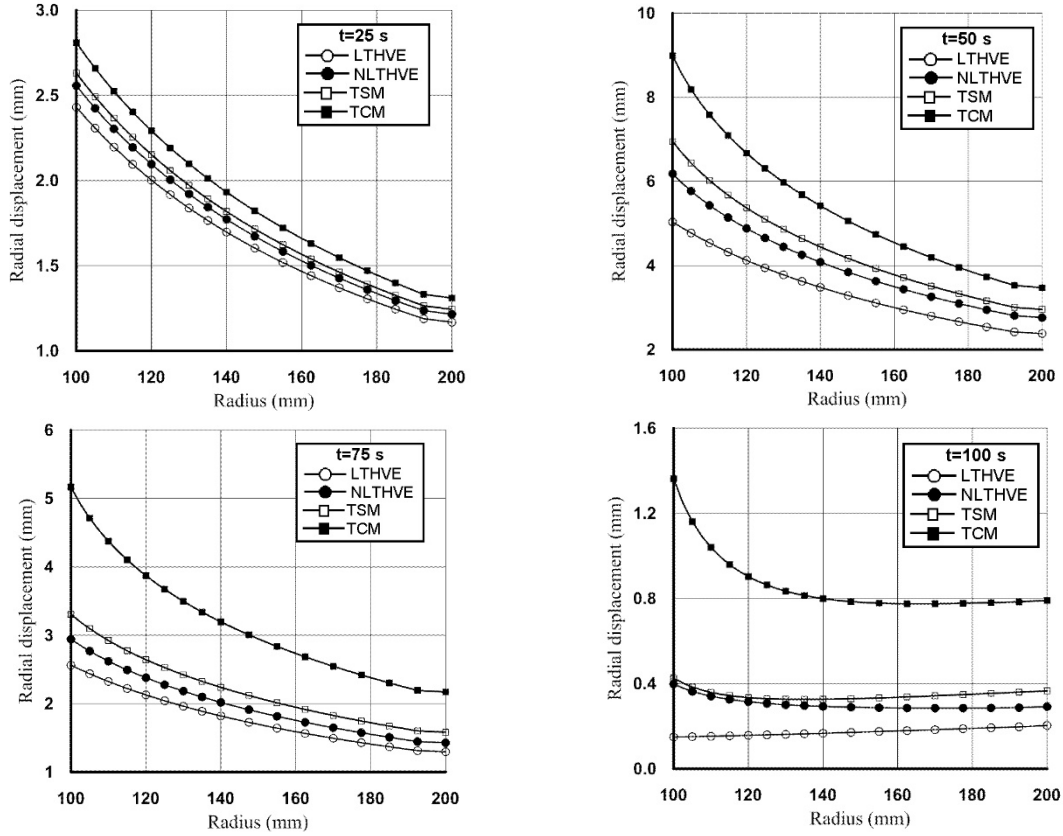 3.0
2.5
2.0
1.5
1.0
Radial displacement (mm)
t=25 s
LTHVE
NLTHVE
TSM
TCM
100 120 140 160 180 200
Radius (mm)
10
8
6
4
2
Radial displacement (mm)
t=50 s
LTHVE
NLTHVE
TSM
TCM
100 120 140 160 180 200
Radius (mm)
6
5
4
3
2
1
Radial displacement (mm)
t=75 s
LTHVE
NLTHVE
TSM
TCM
100 120 140 160 180 200
Radius (mm)
1.6
1.2
0.8
0.4
0.0
Radial displacement (mm)
t=100 s
LTHVE
NLTHVE
TSM
TCM
100 120 140 160 180 200
Radius (mm)